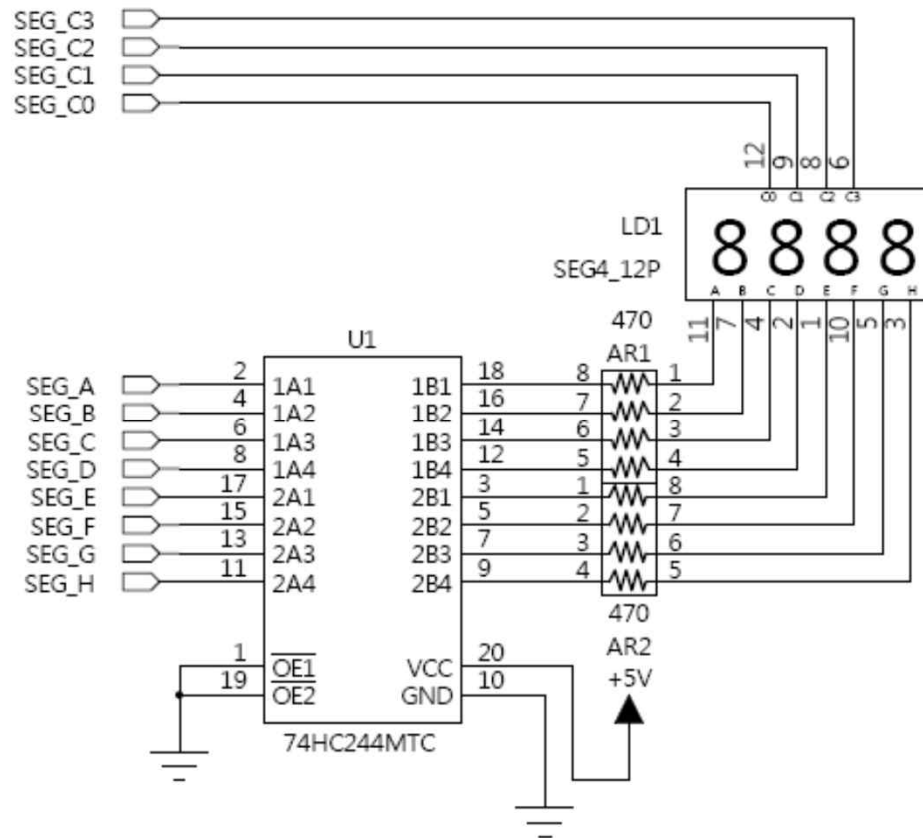 SEG_C3
SEG_C2
SEG_C1
SEG_C0
12 9 8 6
C0 C1 C2 C3
LD1
SEG4_12P
8 8 8 8
A B C D E F G H
11 7 4 2 1 10 5 3
470
AR1
U1
SEG_A 2 1A1 1B1 18 8 1
SEG_B 4 1A2 1B2 16 7 2
SEG_C 6 1A3 1B3 14 6 3
SEG_D 8 1A4 1B4 12 5 4
SEG_E 17 2A1 2B1 3 1 8
SEG_F 15 2A2 2B2 5 2 7
SEG_G 13 2A3 2B3 7 3 6
SEG_H 11 2A4 2B4 9 4 5
470
AR2
+5V
1 OE1 VCC 20
19 OE2 GND 10
74HC244MTC